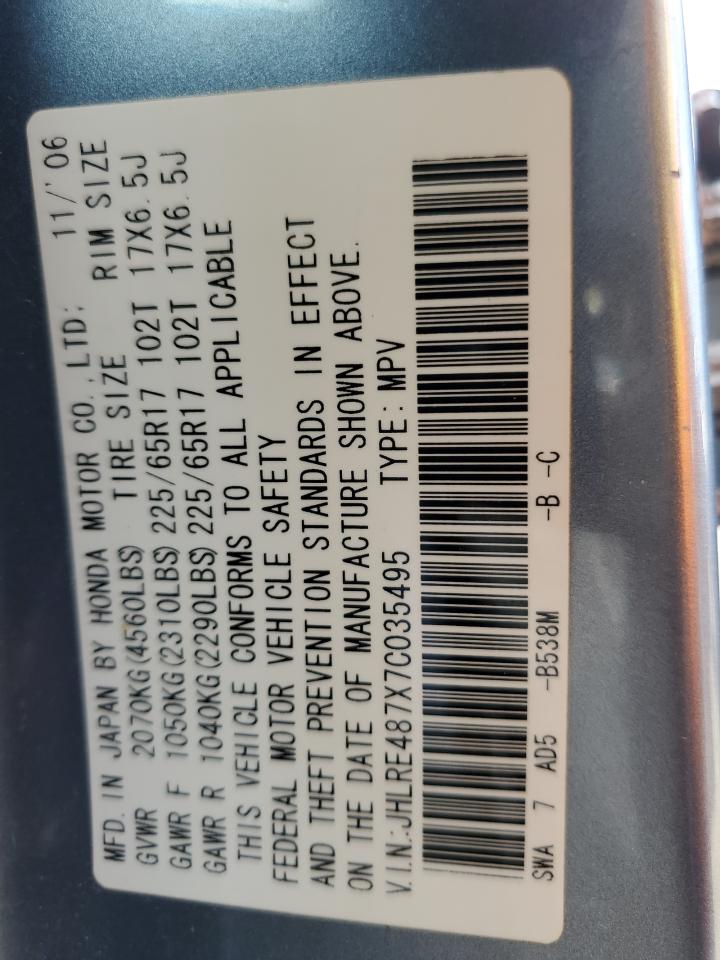 MFD. IN JAPAN BY HONDA MOTOR CO., LTD: 11/'06
GVWR 2070KG(4560LBS) TIRE SIZE RIM SIZE
GAWR F 1050KG(2310LBS) 225/65R17 102T 17X6.5J
GAWR R 1040KG(2290LBS) 225/65R17 102T 17X6.5J
THIS VEHICLE CONFORMS TO ALL APPLICABLE
FEDERAL MOTOR VEHICLE SAFETY
AND THEFT PREVENTION STANDARDS IN EFFECT
ON THE DATE OF MANUFACTURE SHOWN ABOVE.
V.I.N.:JHLRE487X7C035495 TYPE: MPV
SWA 7 AD5 -B538M -B -C